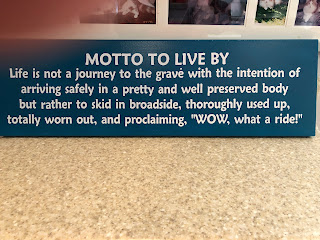 MOTTO TO LIVE BY
Life is not a journey to the grave with the intention of
arriving safely in a pretty and well preserved body
but rather to skid in broadside, thoroughly used up,
totally worn out, and proclaiming, "WOW, what a ride!"